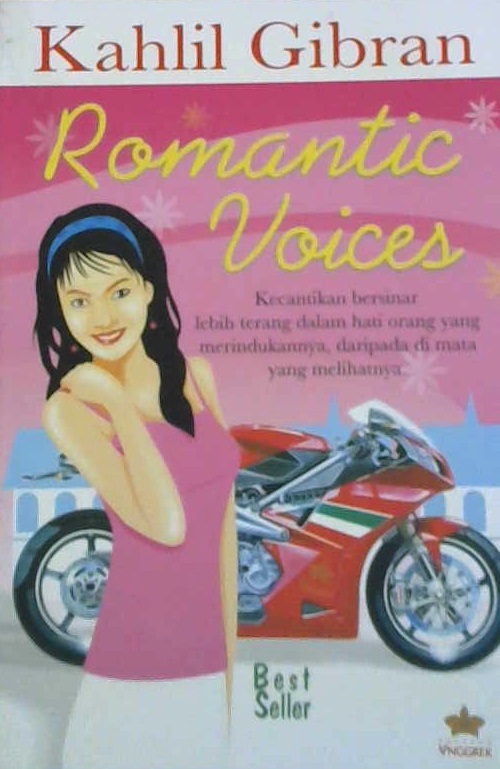 Kahlil Gibran
Romantic
Voices
Kecantikan bersinar
lebih terang dalam hati orang yang
merindukannya, daripada di mata
yang melihatnya
Best
Seller